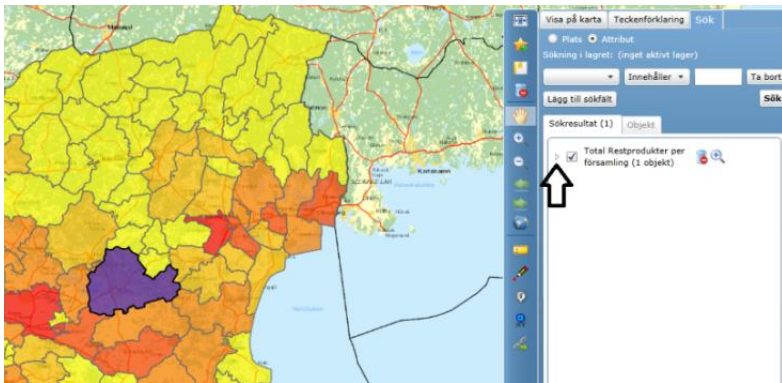 Visa på karta Teckenförklaring Sök
Plats Attribut
Sökning i lagret: (inget aktivt lager)
Innehåller Ta bort
Lägg till sökfält Sök
Sökresultat (1) Objekt
Total Restprodukter per
församling (1 objekt)